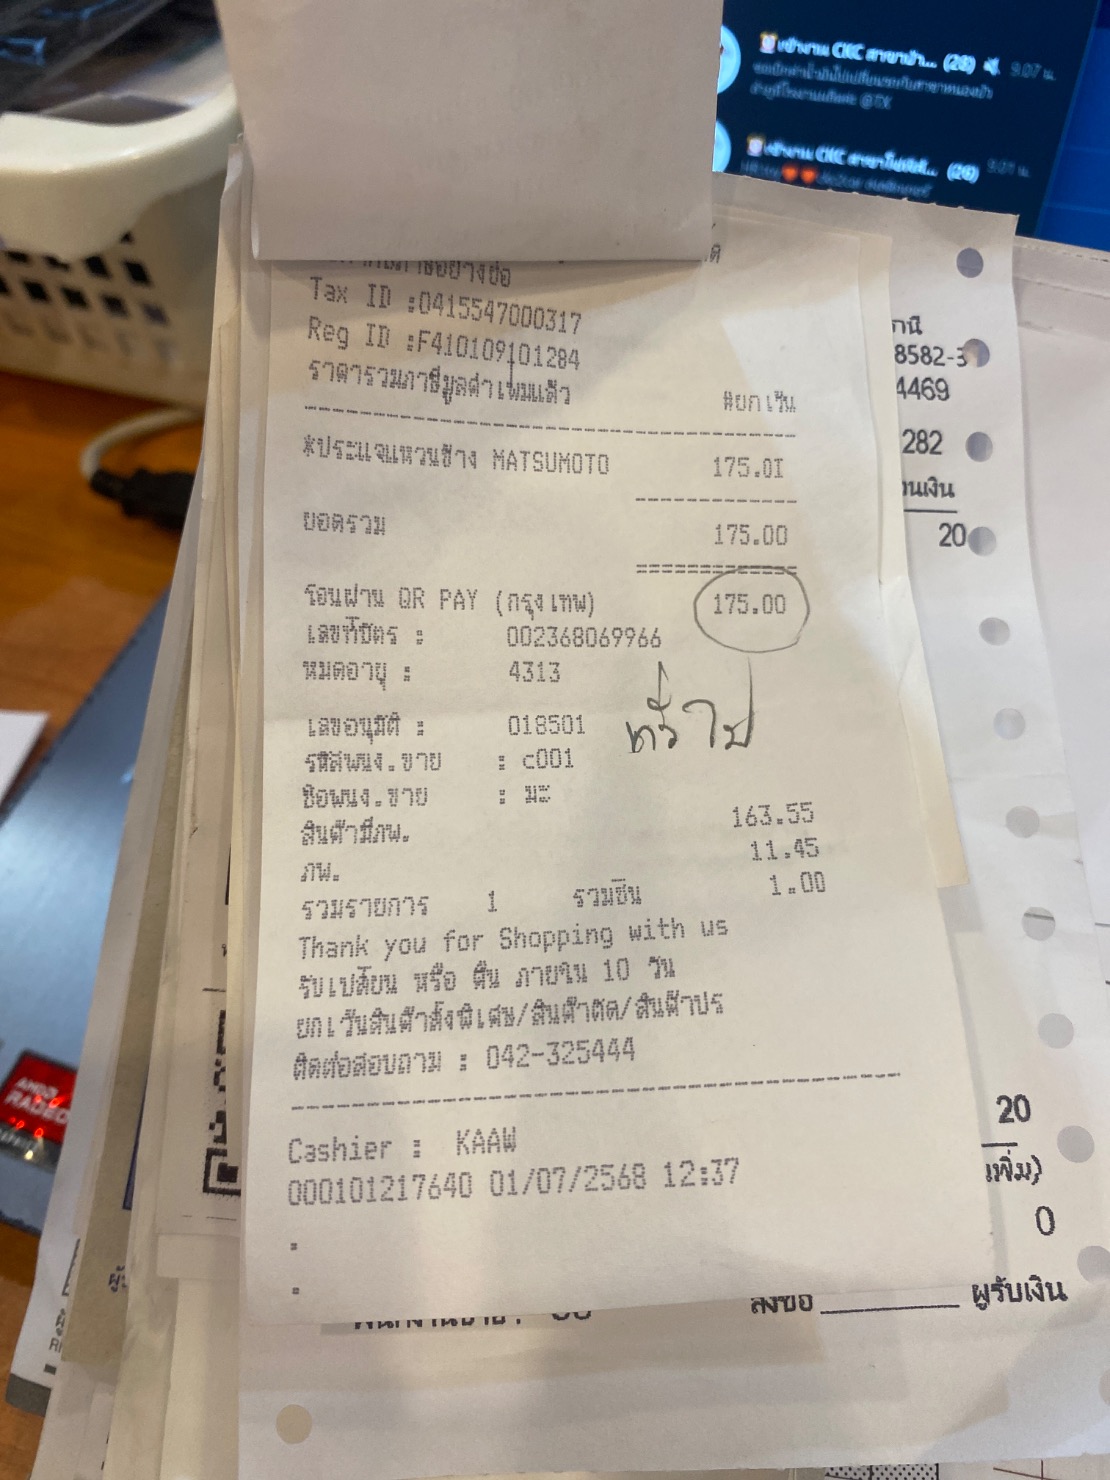 Tax ID :0415547000317
Reg ID :F410109101284
ราคารวมภาษีมูลค่าเพิ่มแล้ว #ยกเว้น
*ประแจแหวนข้าง MATSUMOTO 175.0I
ยอดรวม 175.00
โอนผ่าน QR PAY (กรุงเทพ) 175.00
เลขที่บัตร : 002368069966
หมดอายุ : 4313
เลขอนุมัติ : 018501
รหัสพนง.ขาย : c001
ชื่อพนง.ขาย : มะ
สินค้ามีภพ. 163.55
ภพ. 11.45
รวมรายการ 1 รวมชิ้น 1.00
Thank you for Shopping with us
รับเปลี่ยน หรือ คืน ภายใน 10 วัน
ยกเว้นสินค้าสั่งพิเศษ/สินค้าตัด/สินค้าปร
ติดต่อสอบถาม : 042-325444
Cashier : KAAW
000101217640 01/07/2568 12:37
8582-3
4469
282
20
20
เพิ่ม)
0
ลงชื่อ ผู้รับเงิน
AMD
RADEON